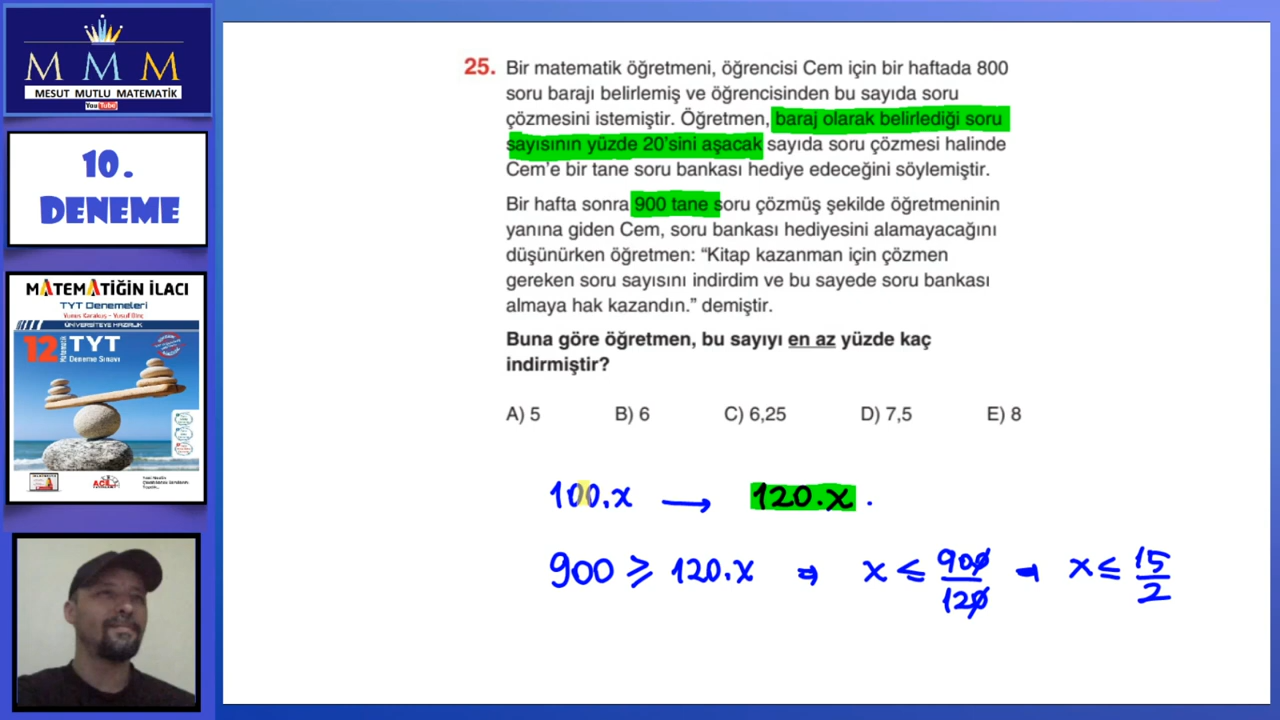 M M M
MESUT MUTLU MATEMATİK
YouTube
10.
DENEME
MATEMATİĞİN İLACI
TYT Denemeleri
Yunus Karakuş – Yusuf Dinç
ÜNİVERSİTEYE HAZIRLIK
12 Matematik TYT
Deneme Sınavı
25. Bir matematik öğretmeni, öğrencisi Cem için bir haftada 800
soru barajı belirlemiş ve öğrencisinden bu sayıda soru
çözmesini istemiştir. Öğretmen, baraj olarak belirlediği soru
sayısının yüzde 20'sini aşacak sayıda soru çözmesi halinde
Cem'e bir tane soru bankası hediye edeceğini söylemiştir.
Bir hafta sonra 900 tane soru çözmüş şekilde öğretmeninin
yanına giden Cem, soru bankası hediyesini alamayacağını
düşünürken öğretmen: “Kitap kazanman için çözmen
gereken soru sayısını indirdim ve bu sayede soru bankası
almaya hak kazandın.” demiştir.
Buna göre öğretmen, bu sayıyı en az yüzde kaç
indirmiştir?
A) 5 B) 6 C) 6,25 D) 7,5 E) 8
100.x → 120.x .
900 ≥ 120.x ⇒ x ≤ 900/120 ⇒ x ≤ 15/2